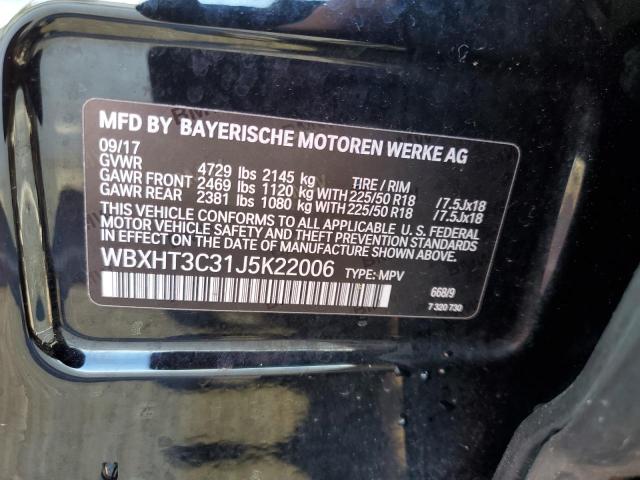 MFD BY BAYERISCHE MOTOREN WERKE AG
09/17
GVWR 4729 lbs 2145 kg TIRE / RIM
GAWR FRONT 2469 lbs 1120 kg WITH 225/50 R18 /7.5Jx18
GAWR REAR 2381 lbs 1080 kg WITH 225/50 R18 /7.5Jx18
THIS VEHICLE CONFORMS TO ALL APPLICABLE U. S. FEDERAL
MOTOR VEHICLE SAFETY, BUMPER, AND THEFT PREVENTION
STANDARDS IN EFFECT ON THE DATE OF MANUFACTURE SHOWN ABOVE.
WBXHT3C31J5K22006 TYPE: MPV
668/9
7 320 730